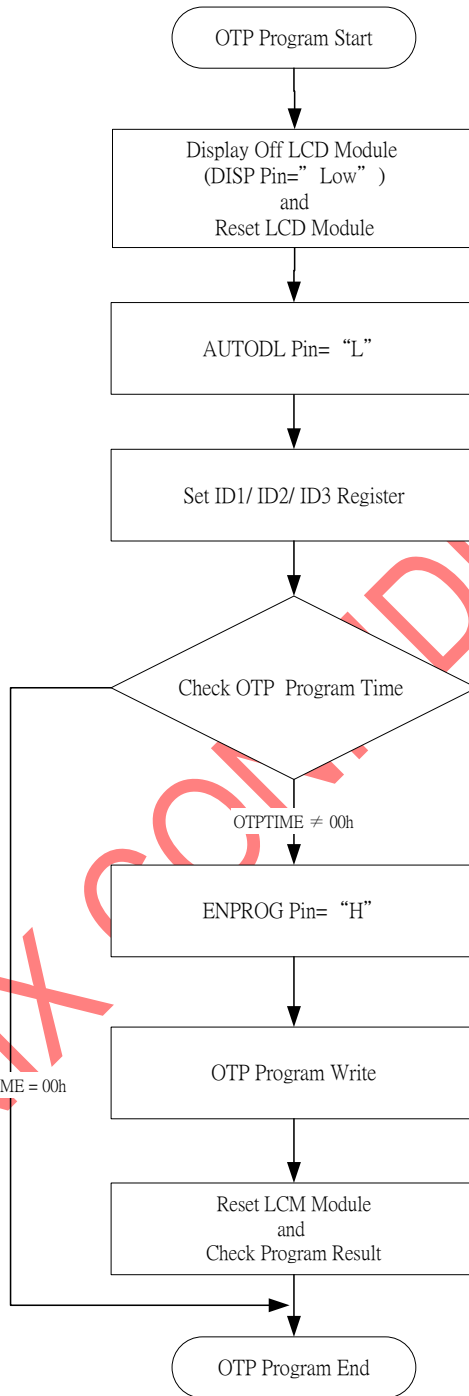 OTP Program Start
Display Off LCD Module
(DISP Pin=”Low”)
and
Reset LCD Module
AUTODL Pin= “L”
Set ID1/ ID2/ ID3 Register
Check OTP Program Time
OTPTIME ≠ 00h
ENPROG Pin= “H”
OTP Program Write
ME = 00h
Reset LCM Module
and
Check Program Result
OTP Program End